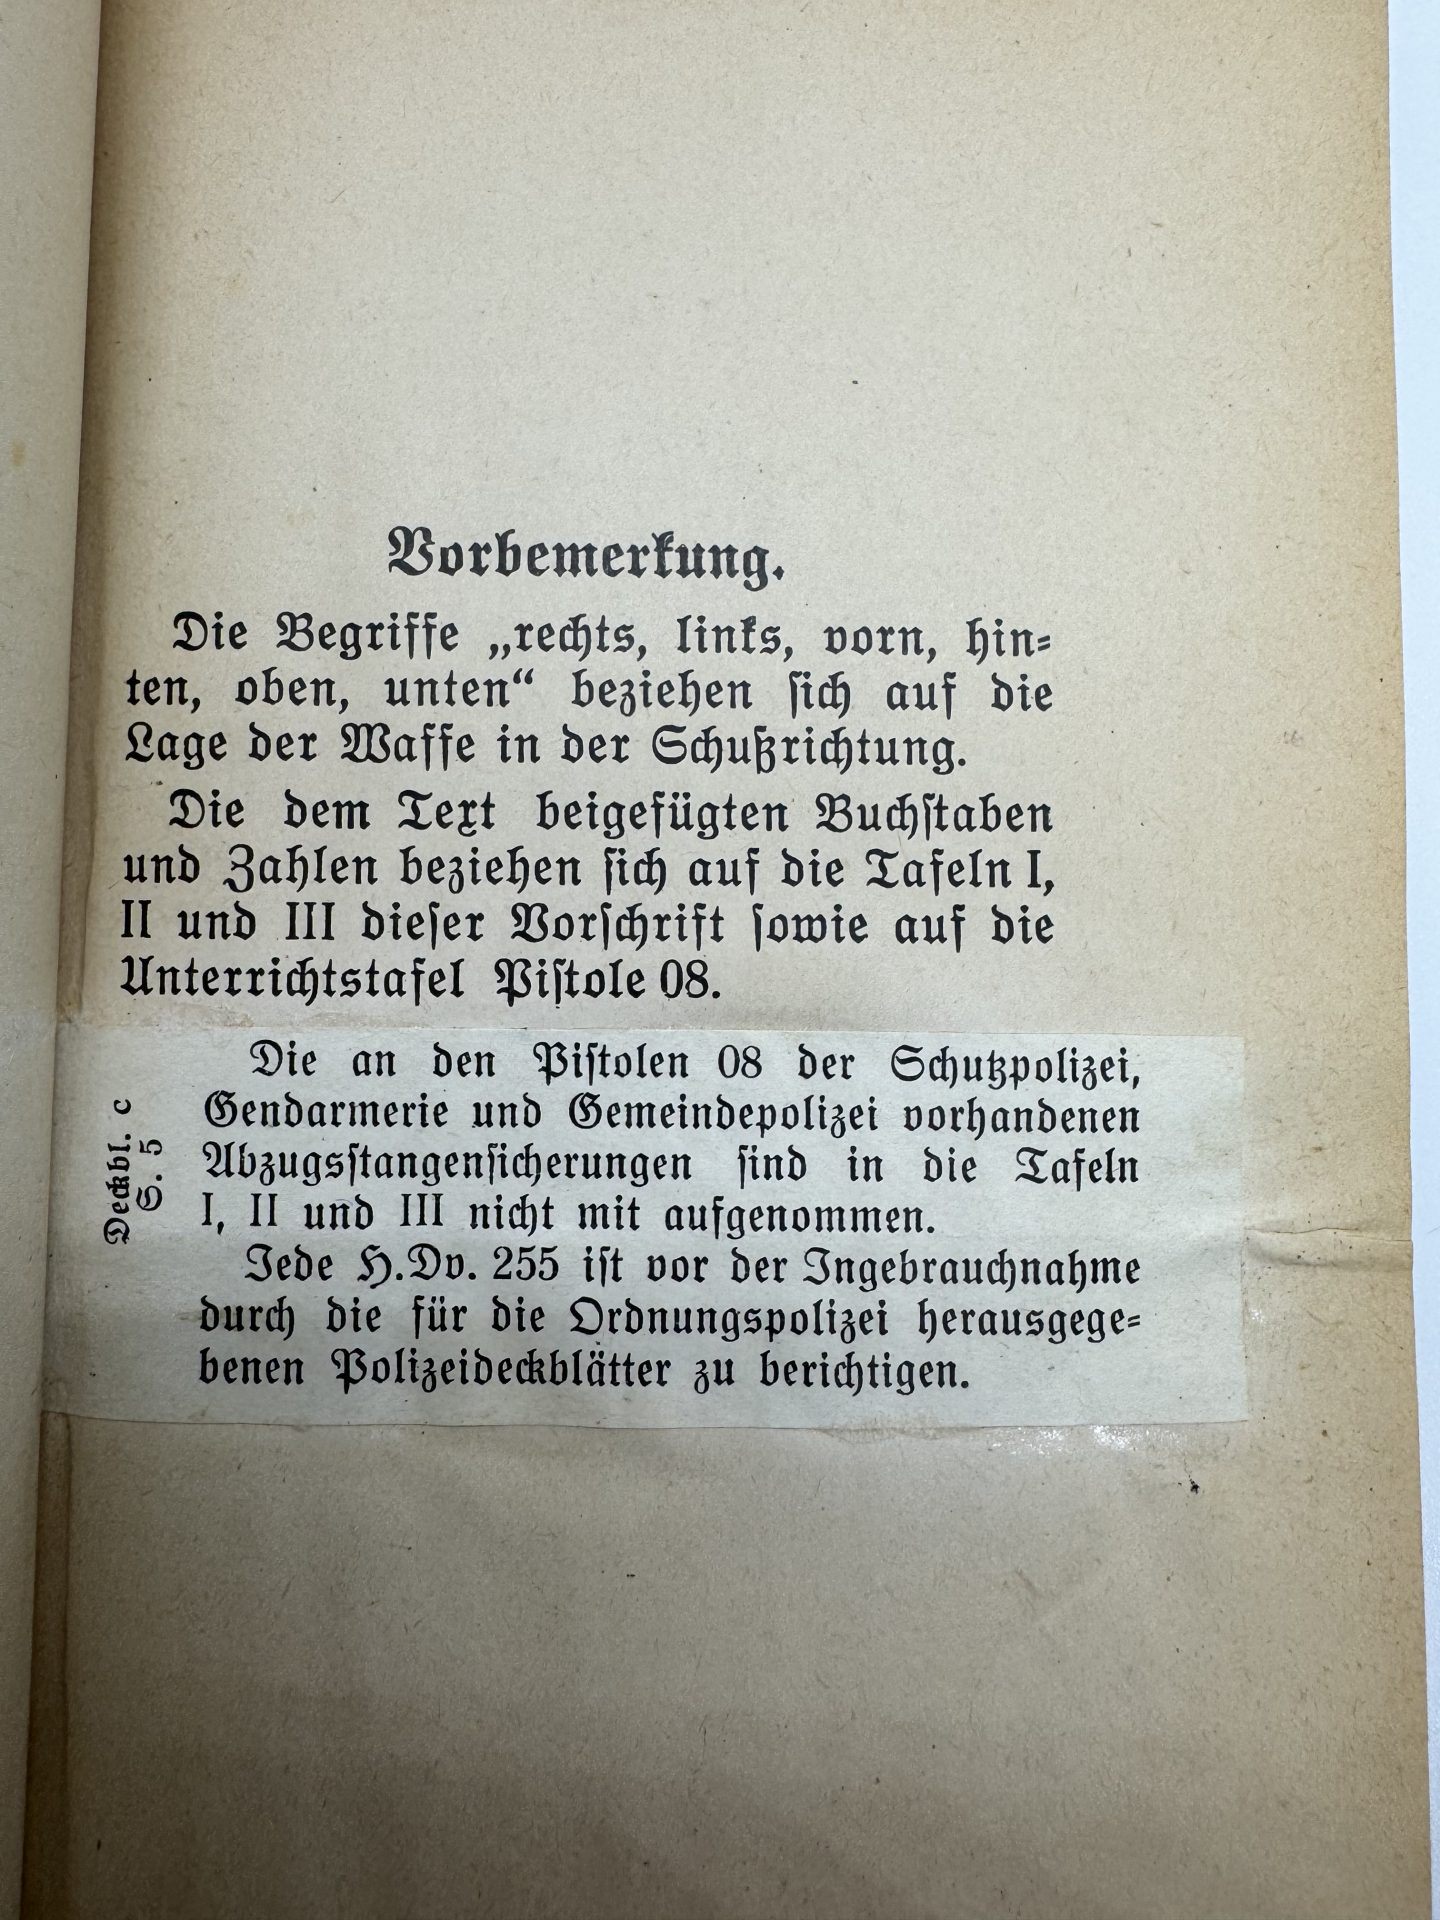 Vorbemerkung.
Die Begriffe „rechts, links, vorn, hin-
ten, oben, unten“ beziehen ſich auf die
Lage der Waffe in der Schußrichtung.
Die dem Text beigefügten Buchſtaben
und Zahlen beziehen ſich auf die Tafeln I,
II und III dieſer Vorſchrift ſowie auf die
Unterrichtstafel Piſtole 08.
Deckbl. c
S. 5
Die an den Piſtolen 08 der Schutzpolizei,
Gendarmerie und Gemeindepolizei vorhandenen
Abzugsſtangenſicherungen ſind in die Tafeln
I, II und III nicht mit aufgenommen.
Jede H.Dv. 255 iſt vor der Ingebrauchnahme
durch die für die Ordnungspolizei herausgege-
benen Polizeideckblätter zu berichtigen.